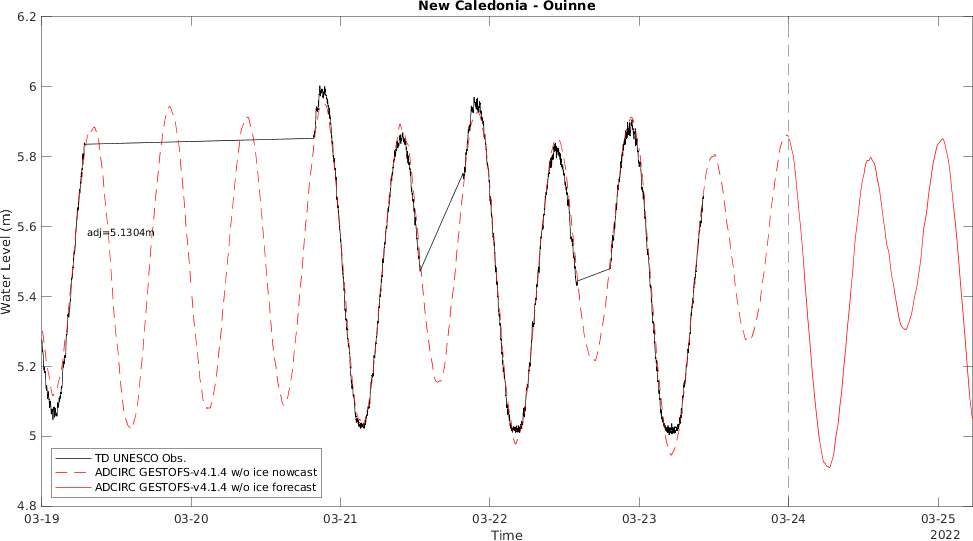 New Caledonia - Ouinne
6.2
6
5.8
5.6
5.4
5.2
5
4.8
Water Level (m)
adj=5.1304m
TD UNESCO Obs.
ADCIRC GESTOFS-v4.1.4 w/o ice nowcast
ADCIRC GESTOFS-v4.1.4 w/o ice forecast
03-19 03-20 03-21 03-22 03-23 03-24 03-25
Time
2022